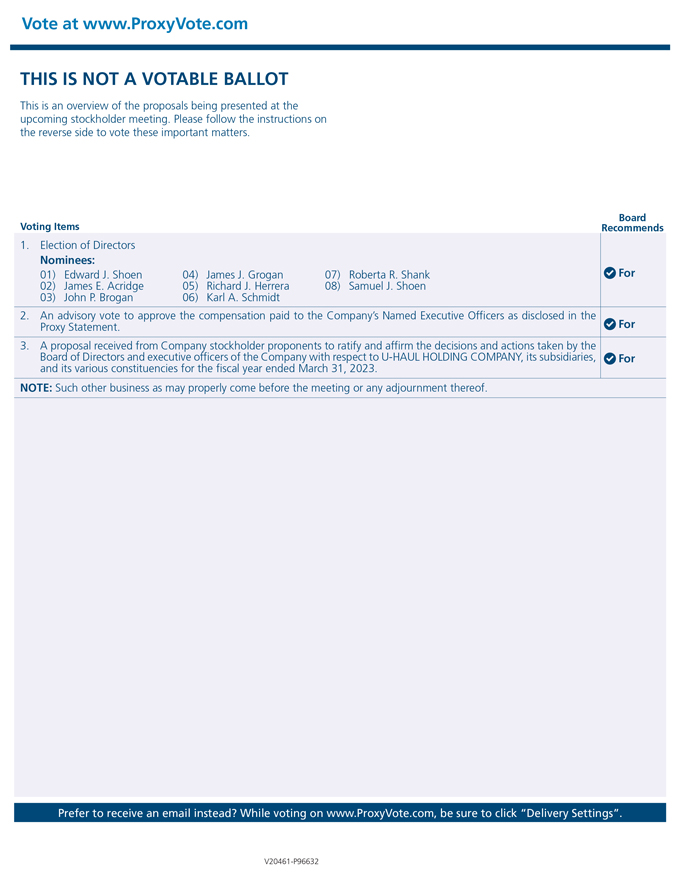 Vote at www.ProxyVote.com
THIS IS NOT A VOTABLE BALLOT
This is an overview of the proposals being presented at the
upcoming stockholder meeting. Please follow the instructions on
the reverse side to vote these important matters.
Voting Items
Board
Recommends
1. Election of Directors
Nominees:
01) Edward J. Shoen 04) James J. Grogan 07) Roberta R. Shank
02) James E. Acridge 05) Richard J. Herrera 08) Samuel J. Shoen
03) John P. Brogan 06) Karl A. Schmidt
For
2. An advisory vote to approve the compensation paid to the Company's Named Executive Officers as disclosed in the
Proxy Statement.
For
3. A proposal received from Company stockholder proponents to ratify and affirm the decisions and actions taken by the
Board of Directors and executive officers of the Company with respect to U-HAUL HOLDING COMPANY, its subsidiaries,
and its various constituencies for the fiscal year ended March 31, 2023.
For
NOTE: Such other business as may properly come before the meeting or any adjournment thereof.
Prefer to receive an email instead? While voting on www.ProxyVote.com, be sure to click “Delivery Settings”.
V20461-P96632